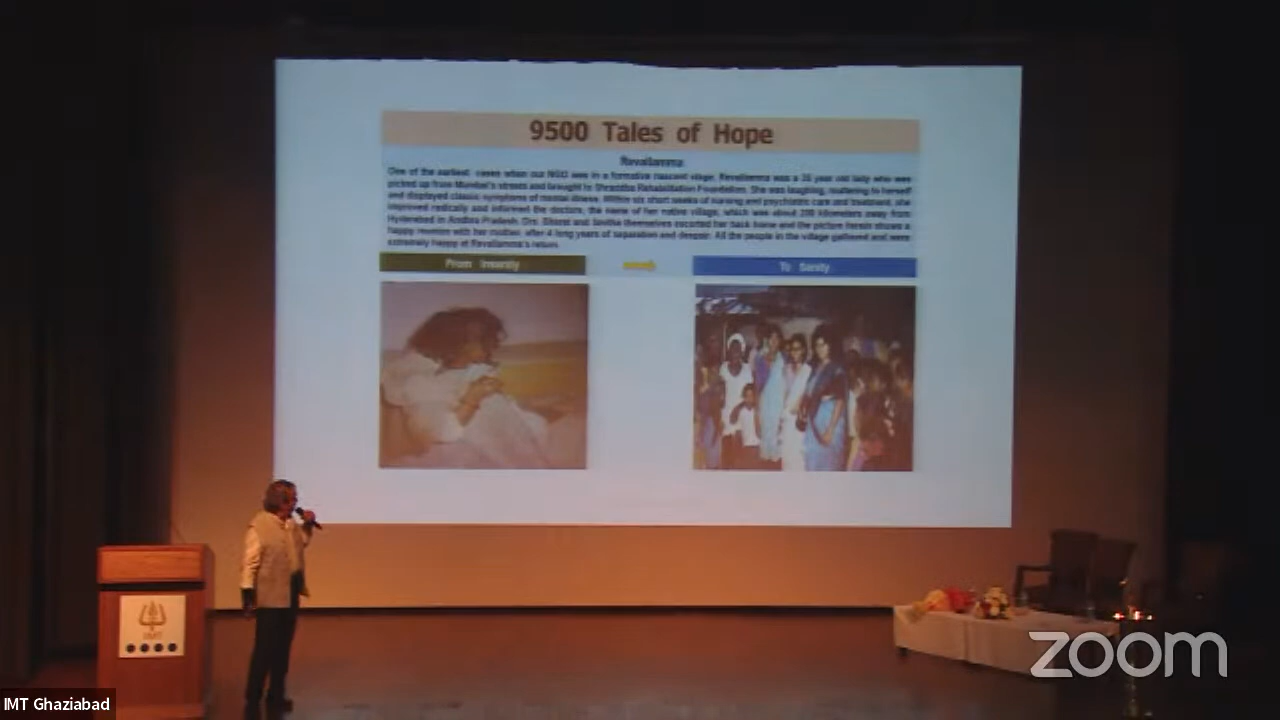 9500 Tales of Hope
Revallamma
One of the earliest cases when our NGO was in a formative nascent stage, Revallamma was a 35 year old lady who was
picked up from Mumbai's streets and brought to Shraddha Rehabilitation Foundation. She was laughing, muttering to herself
and displayed classic symptoms of mental illness. Within six short weeks of nursing and psychiatric care and treatment, she
improved radically and informed the doctors, the name of her native village, which was about 200 kilometers away from
Hyderabad in Andhra Pradesh. Drs. Bharat and Smitha themselves escorted her back home and the picture herein shows a
happy reunion with her mother, after 4 long years of separation and despair. All the people in the village gathered and were
extremely happy at Revallamma's return.
From Insanity
To Sanity
IMT
IMT Ghaziabad
zoom